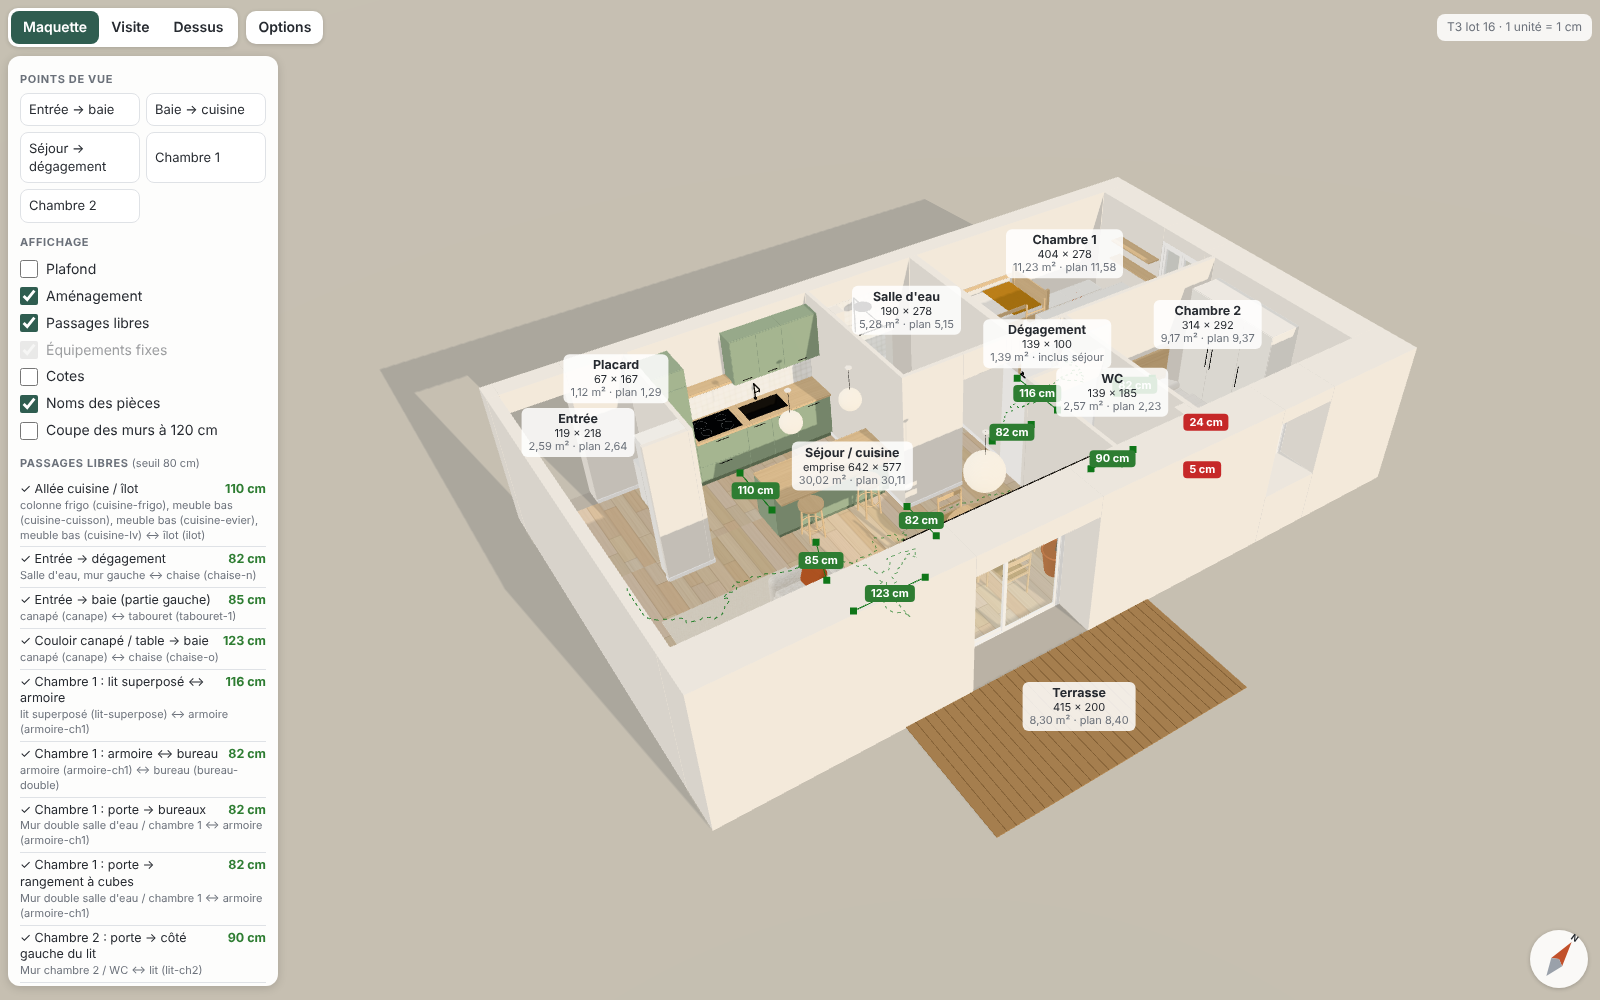 Maquette
Visite
Dessus
Options
T3 lot 16 · 1 unité = 1 cm
POINTS DE VUE
Entrée → baie
Baie → cuisine
Séjour →
dégagement
Chambre 1
Chambre 2
AFFICHAGE
Plafond
Aménagement
Passages libres
Équipements fixes
Cotes
Noms des pièces
Coupe des murs à 120 cm
PASSAGES LIBRES (seuil 80 cm)
✓ Allée cuisine / îlot 110 cm
colonne frigo (cuisine-frigo), meuble bas
(cuisine-cuisson), meuble bas (cuisine-evier),
meuble bas (cuisine-lv) ↔ îlot (ilot)
✓ Entrée → dégagement 82 cm
Salle d'eau, mur gauche ↔ chaise (chaise-n)
✓ Entrée → baie (partie gauche) 85 cm
canapé (canape) ↔ tabouret (tabouret-1)
✓ Couloir canapé / table → baie 123 cm
canapé (canape) ↔ chaise (chaise-o)
✓ Chambre 1 : lit superposé ↔ 116 cm
armoire
lit superposé (lit-superpose) ↔ armoire
(armoire-ch1)
✓ Chambre 1 : armoire ↔ bureau 82 cm
armoire (armoire-ch1) ↔ bureau (bureau-
double)
✓ Chambre 1 : porte → bureaux 82 cm
Mur double salle d'eau / chambre 1 ↔ armoire
(armoire-ch1)
✓ Chambre 1 : porte → 82 cm
rangement à cubes
Mur double salle d'eau / chambre 1 ↔ armoire
(armoire-ch1)
✓ Chambre 2 : porte → côté 90 cm
gauche du lit
Mur chambre 2 / WC ↔ lit (lit-ch2)
Chambre 1
404 × 278
11,23 m² · plan 11,58
Salle d'eau
190 × 278
5,28 m² · plan 5,15
Chambre 2
314 × 292
9,17 m² · plan 9,37
Dégagement
139 × 100
1,39 m² · inclus séjour
Placard
67 × 167
1,12 m² · plan 1,29
WC
139 × 185
2,57 m² · plan 2,23
116 cm
Entrée
119 × 218
2,59 m² · plan 2,64
24 cm
82 cm
Séjour / cuisine
emprise 642 × 577
30,02 m² · plan 30,11
90 cm
5 cm
110 cm
82 cm
85 cm
123 cm
Terrasse
415 × 200
8,30 m² · plan 8,40
N